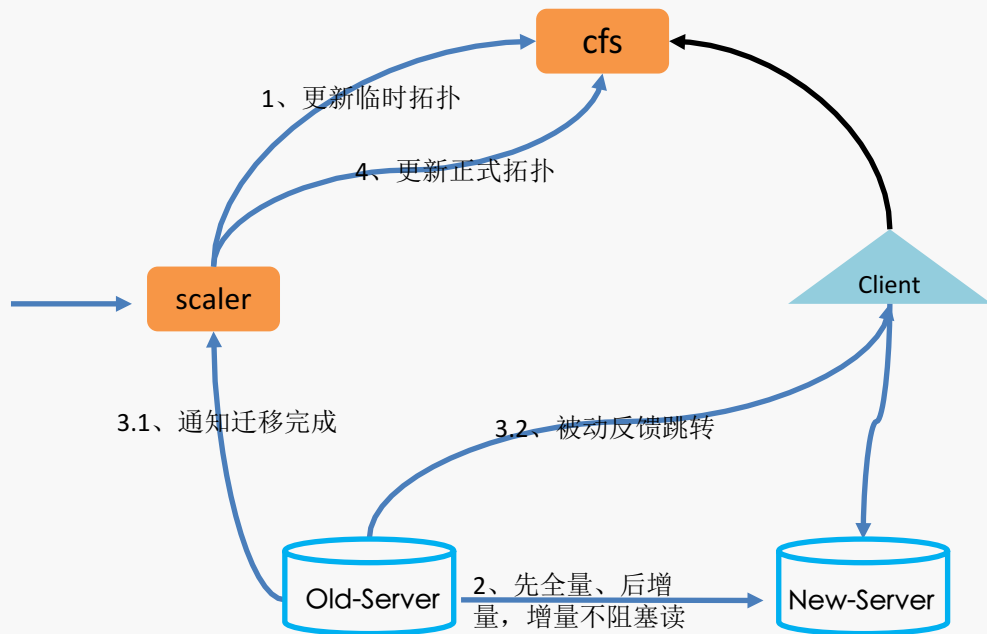 cfs
1、更新临时拓扑
4、更新正式拓扑
scaler
Client
3.1、通知迁移完成
3.2、被动反馈跳转
Old-Server
2、先全量、后增
量，增量不阻塞读
New-Server